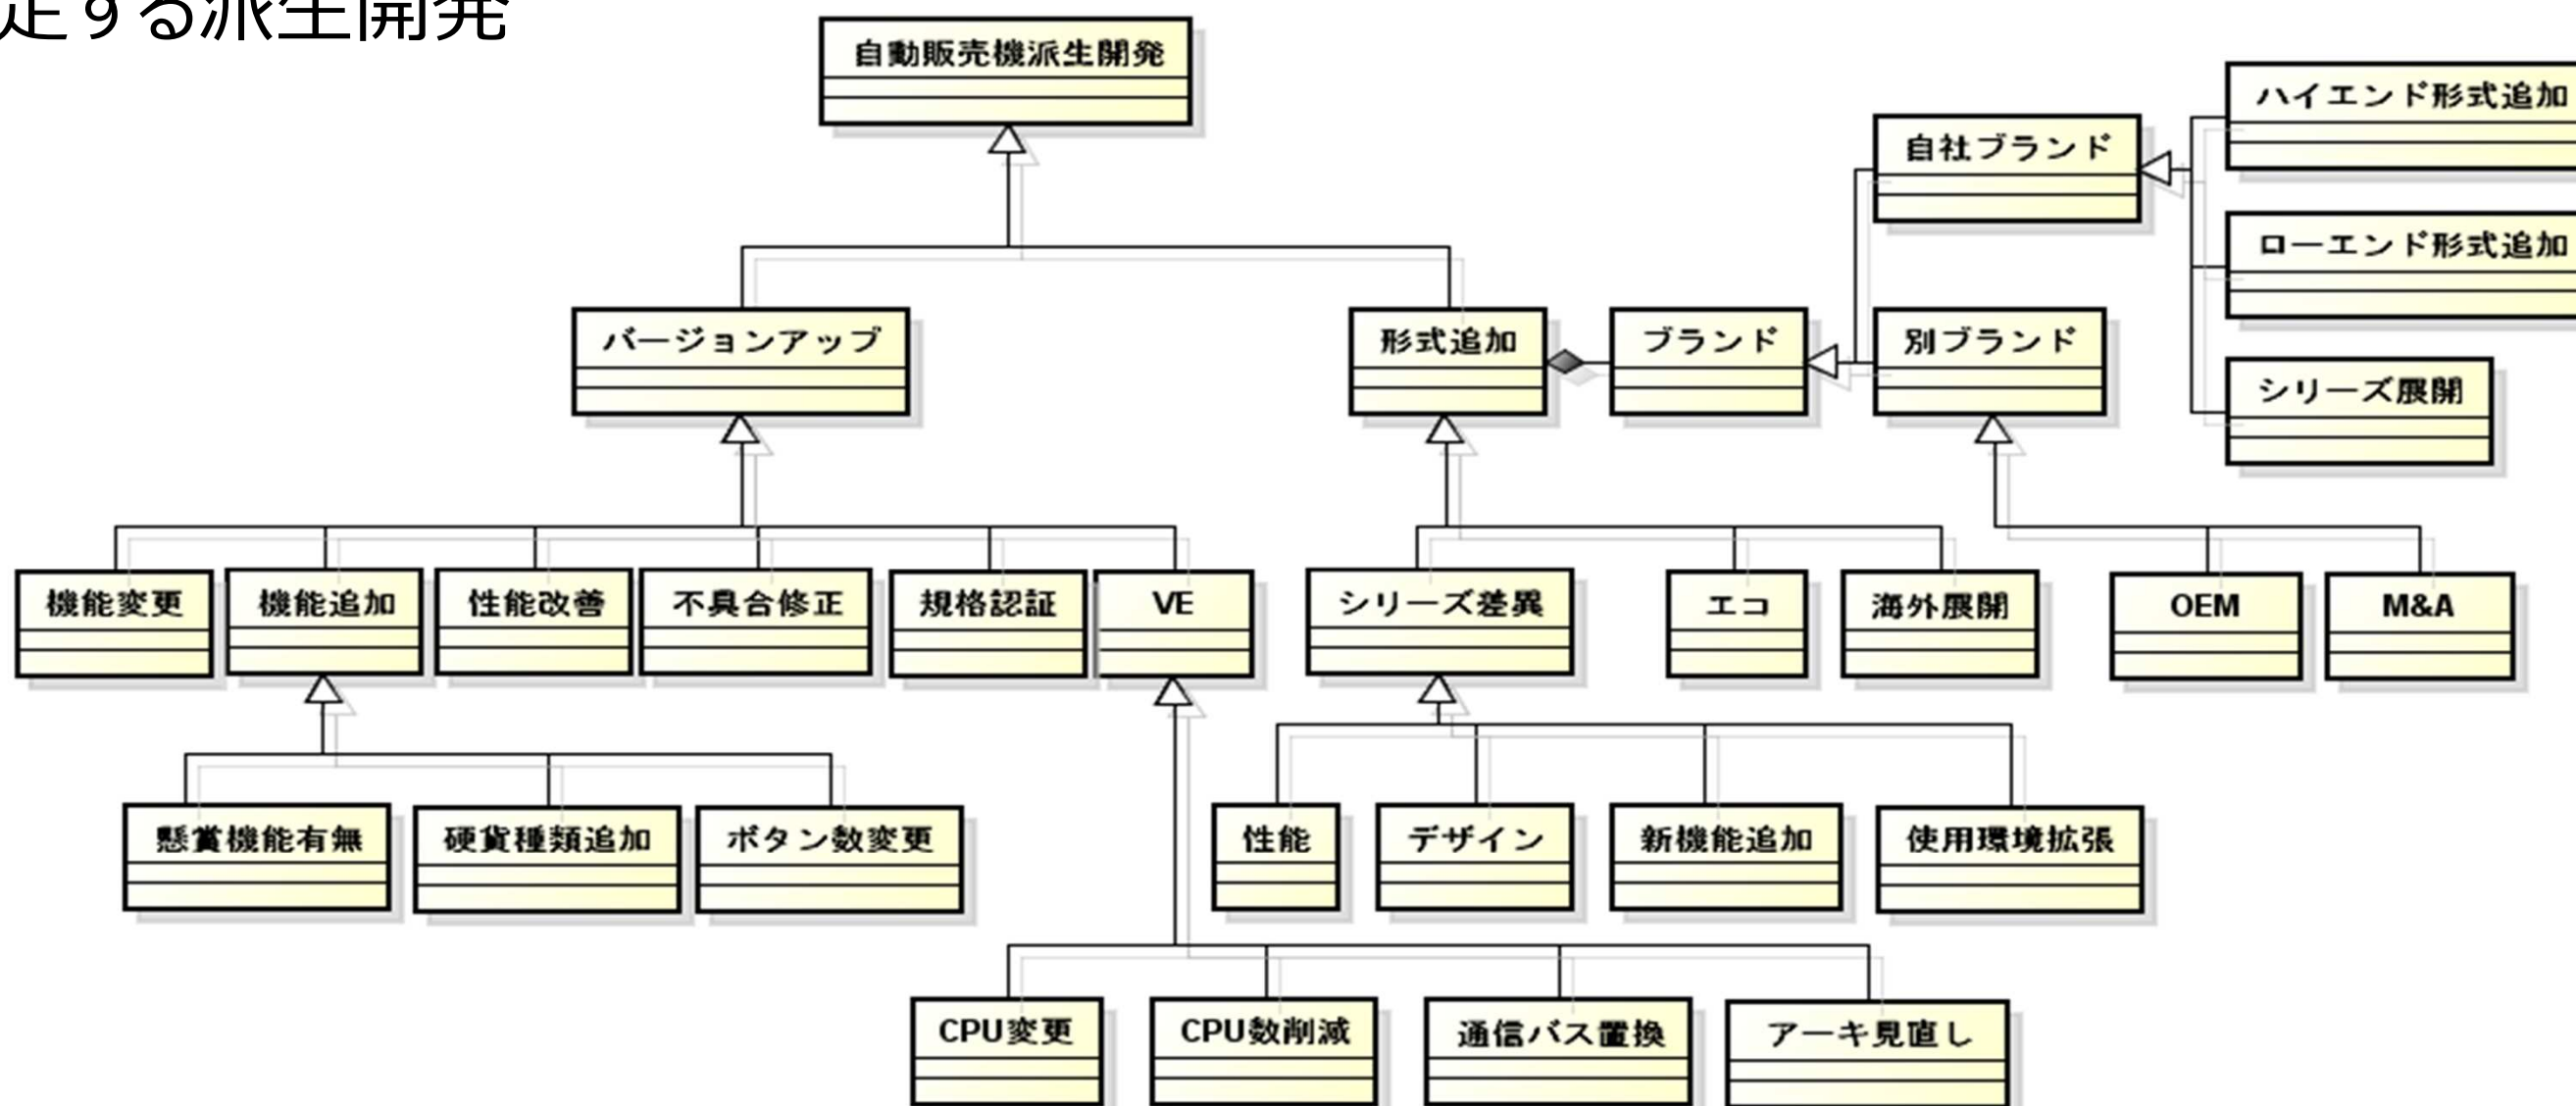 定する派生開発
自動販売機派生開発
ハイエンド形式追加
自社ブランド
ローエンド形式追加
バージョンアップ
形式追加
ブランド
別ブランド
シリーズ展開
機能変更
機能追加
性能改善
不具合修正
規格認証
VE
シリーズ差異
エコ
海外展開
OEM
M&A
懸賞機能有無
硬貨種類追加
ボタン数変更
性能
デザイン
新機能追加
使用環境拡張
CPU変更
CPU数削減
通信バス置換
アーキ見直し